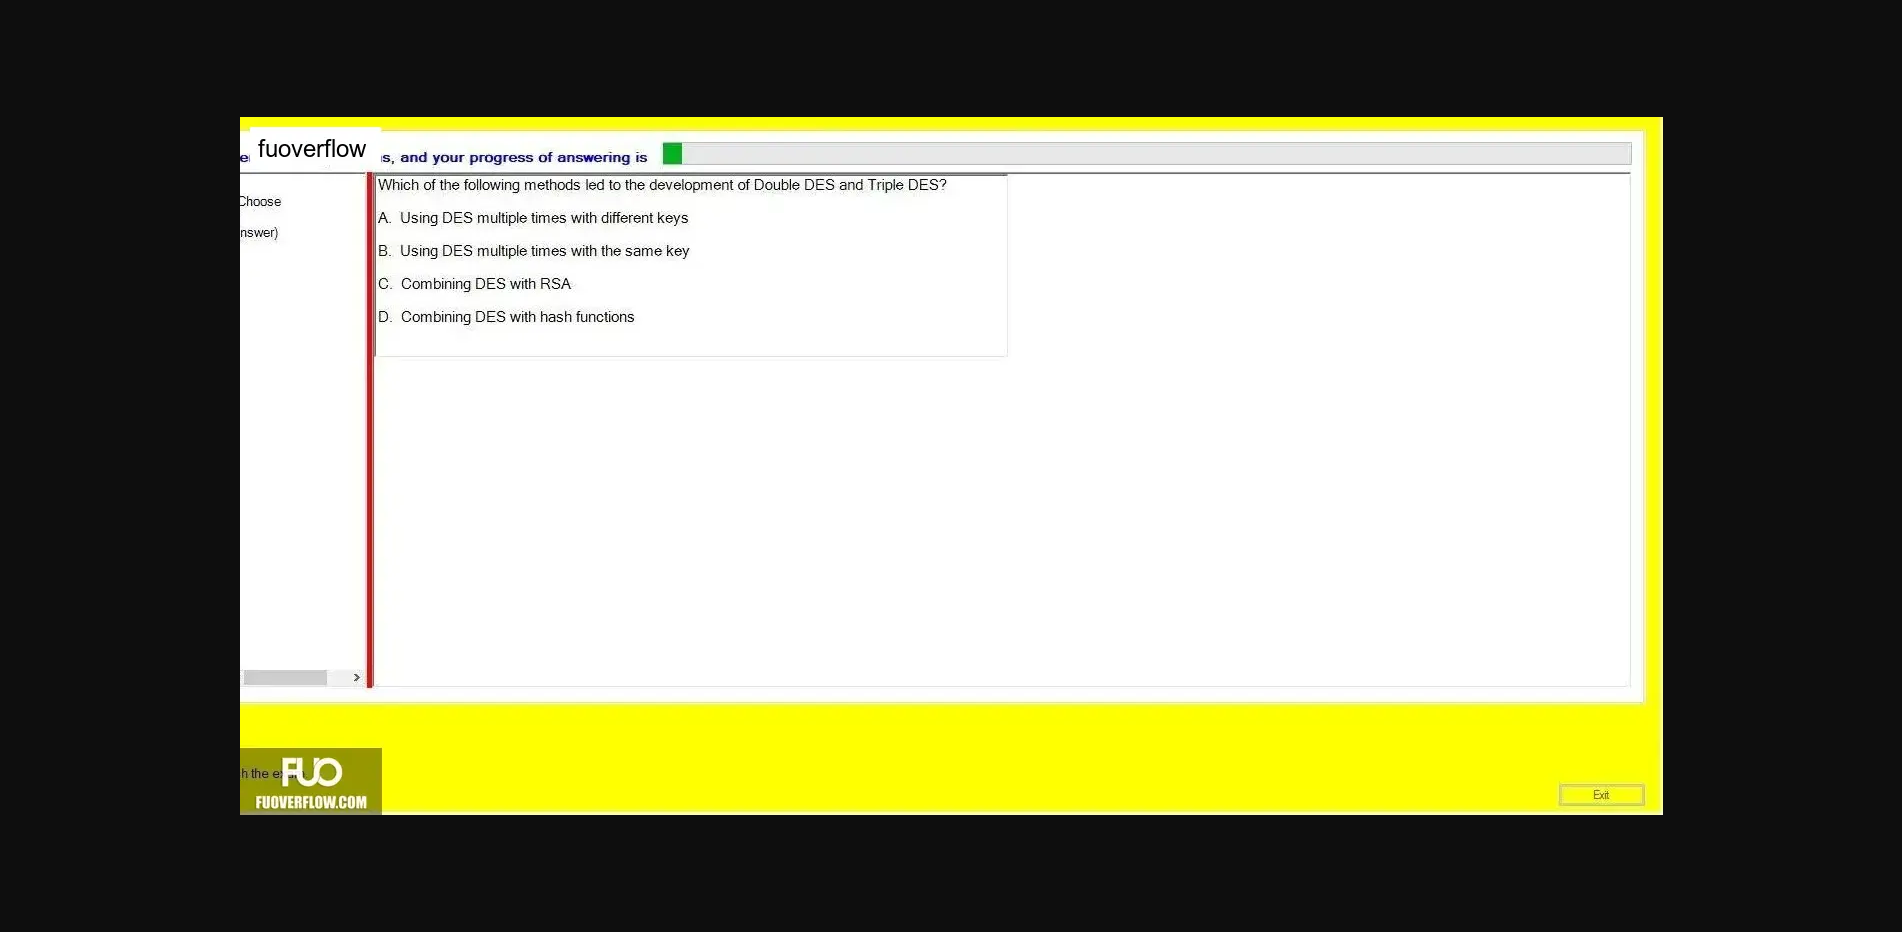 fuoverflow
s, and your progress of answering is
Choose
nswer)
Which of the following methods led to the development of Double DES and Triple DES?
A. Using DES multiple times with different keys
B. Using DES multiple times with the same key
C. Combining DES with RSA
D. Combining DES with hash functions
h the exam
FUO
FUOVERFLOW.COM
Exit